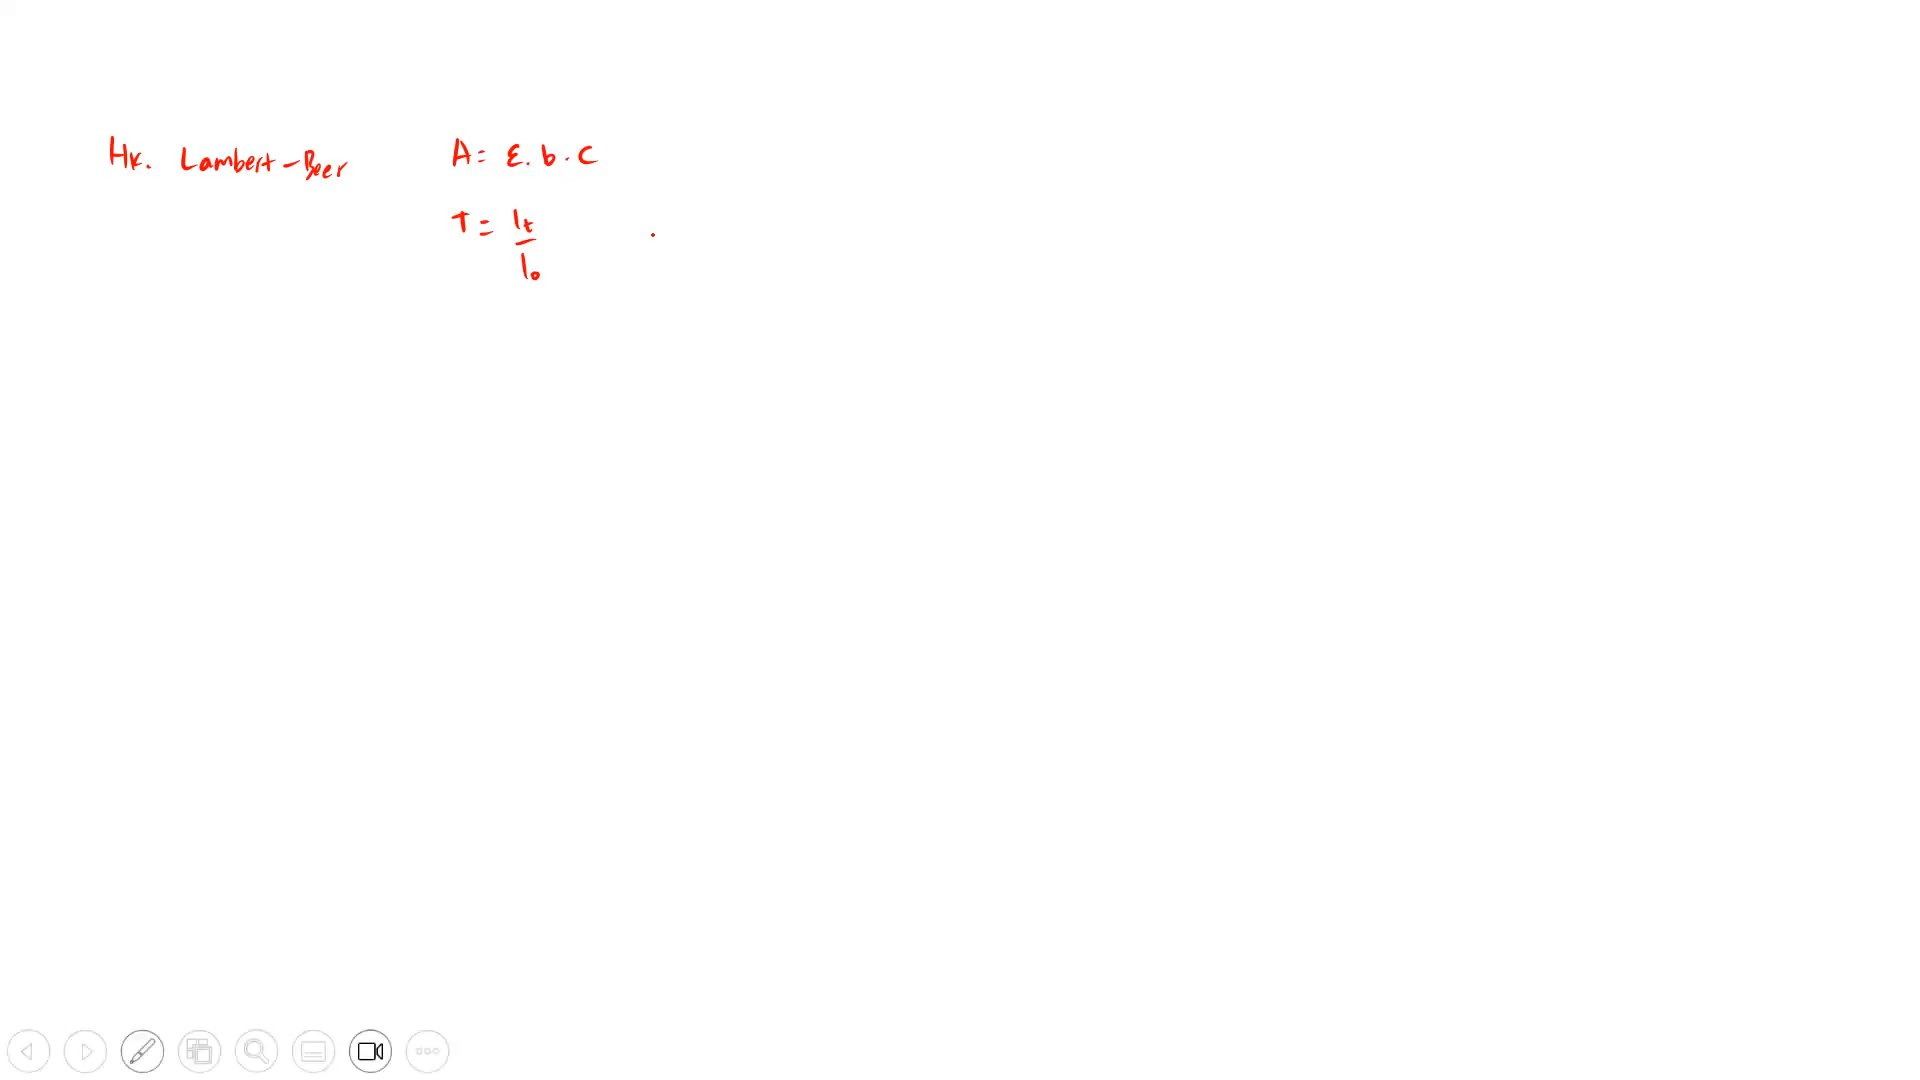 Hk. Lambert-Beer A = ε . b . C
T = It / Io